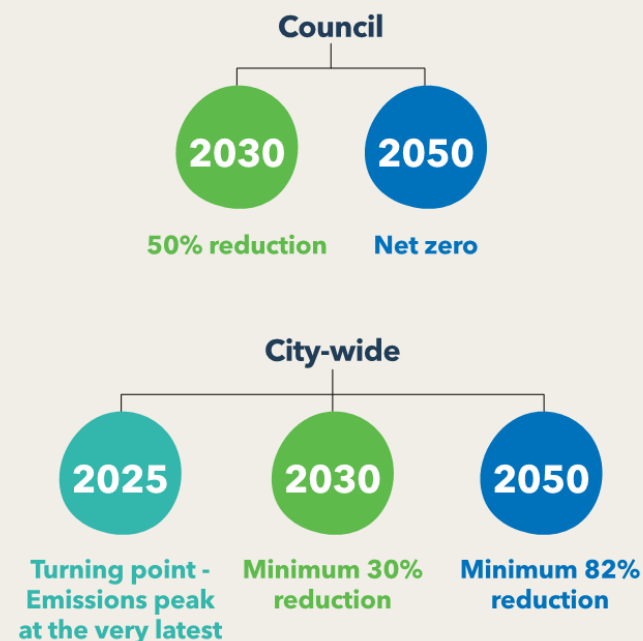 Council
2030
2050
50% reduction
Net zero
City-wide
2025
2030
2050
Turning point -
Emissions peak
at the very latest
Minimum 30%
reduction
Minimum 82%
reduction